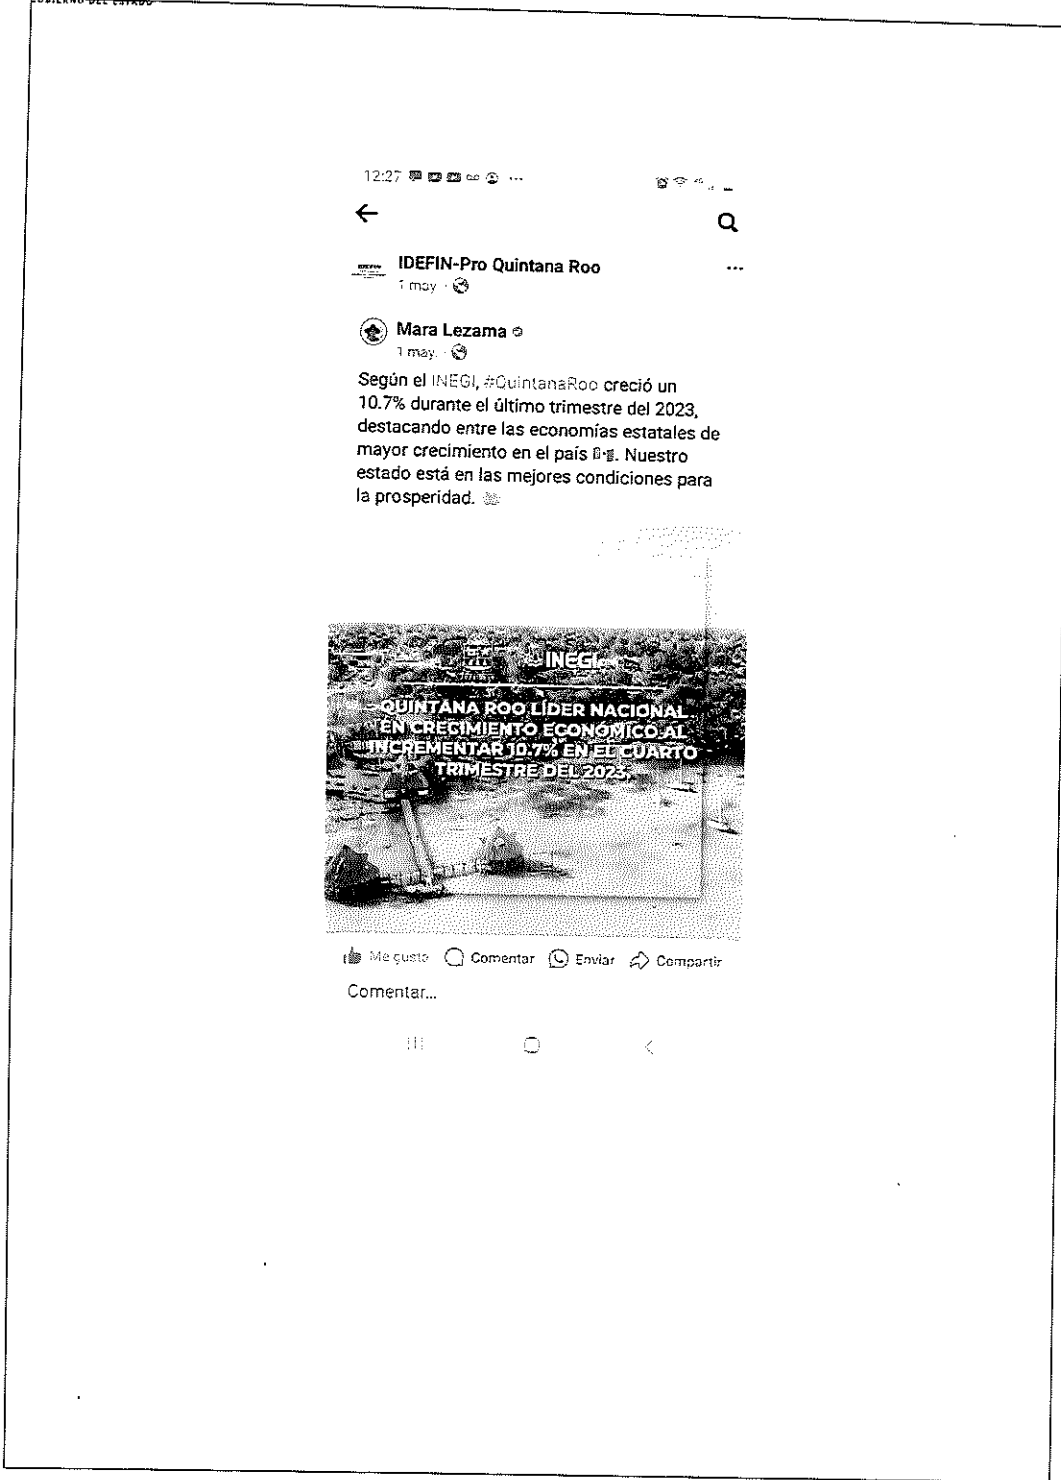 GOBIERNO DEL ESTADO
12:27
IDEFIN-Pro Quintana Roo
1 may ·
Mara Lezama
1 may. ·
Según el INEGI, #QuintanaRoo creció un
10.7% durante el último trimestre del 2023,
destacando entre las economías estatales de
mayor crecimiento en el país. Nuestro
estado está en las mejores condiciones para
la prosperidad.
INEGI
QUINTANA ROO LÍDER NACIONAL
EN CRECIMIENTO ECONÓMICO AL
INCREMENTAR 10.7% EN EL CUARTO
TRIMESTRE DEL 2023.
Me gusta Comentar Enviar Compartir
Comentar...